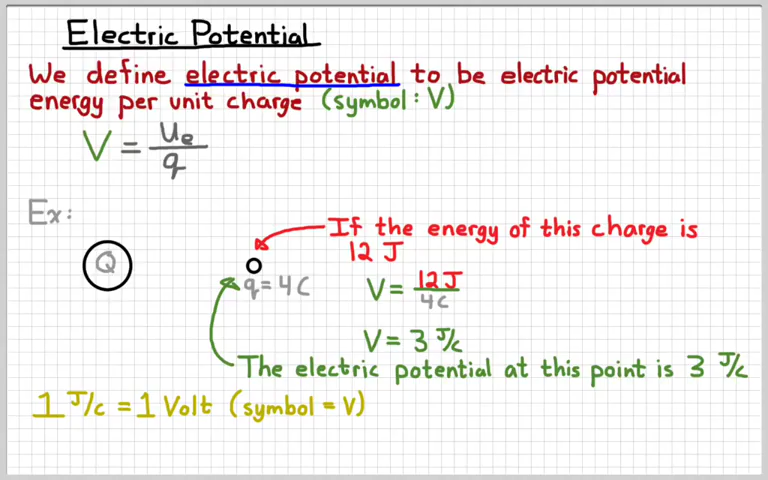 Electric Potential
We define electric potential to be electric potential
energy per unit charge (symbol: V)
V = Ue/q
Ex:
If the energy of this charge is
12 J
Q
q = 4C
V = 12J/4C
V = 3 J/c
The electric potential at this point is 3 J/c
1 J/c = 1 Volt (symbol = V)